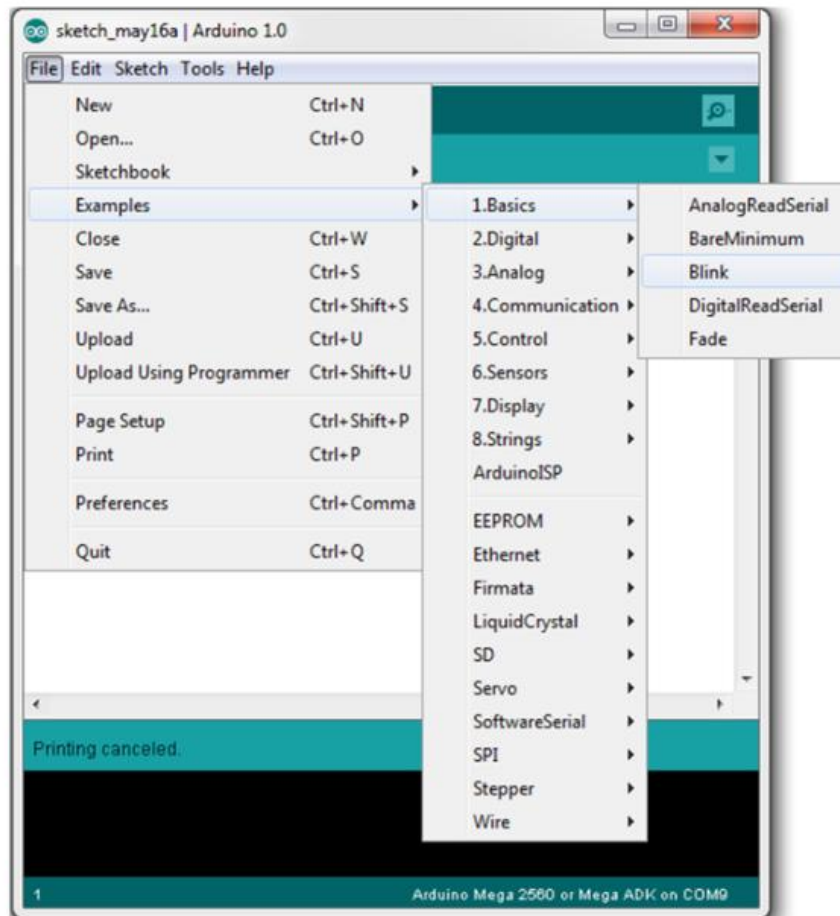 sketch_may16a | Arduino 1.0
File Edit Sketch Tools Help
New Ctrl+N
Open... Ctrl+O
Sketchbook
Examples
Close Ctrl+W
Save Ctrl+S
Save As... Ctrl+Shift+S
Upload Ctrl+U
Upload Using Programmer Ctrl+Shift+U
Page Setup Ctrl+Shift+P
Print Ctrl+P
Preferences Ctrl+Comma
Quit Ctrl+Q
1.Basics
2.Digital
3.Analog
4.Communication
5.Control
6.Sensors
7.Display
8.Strings
ArduinoISP
EEPROM
Ethernet
Firmata
LiquidCrystal
SD
Servo
SoftwareSerial
SPI
Stepper
Wire
AnalogReadSerial
BareMinimum
Blink
DigitalReadSerial
Fade
Printing canceled.
1 Arduino Mega 2560 or Mega ADK on COM9